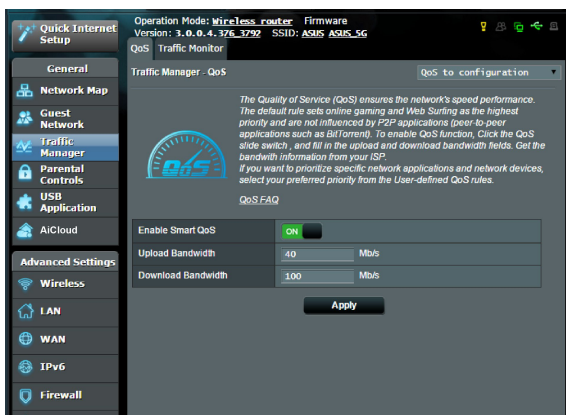 Quick Internet
Setup
Operation Mode: Wireless router Firmware
Version: 3.0.0.4.376_3792 SSID: ASUS ASUS_5G
QoS Traffic Monitor
General
Network Map
Guest
Network
Traffic
Manager
Parental
Controls
USB
Application
AiCloud
Advanced Settings
Wireless
LAN
WAN
IPv6
Firewall
Traffic Manager - QoS
QoS to configuration
The Quality of Service (QoS) ensures the network's speed performance.
The default rule sets online gaming and Web Surfing as the highest
priority and are not influenced by P2P applications (peer-to-peer
applications such as BitTorrent). To enable QoS function, Click the QoS
slide switch , and fill in the upload and download bandwidth fields. Get the
bandwith information from your ISP.
If you want to prioritize specific network applications and network devices,
select your preferred priority from the User-defined QoS rules.
QoS FAQ
QoS
Enable Smart QoS ON
Upload Bandwidth 40 Mb/s
Download Bandwidth 100 Mb/s
Apply